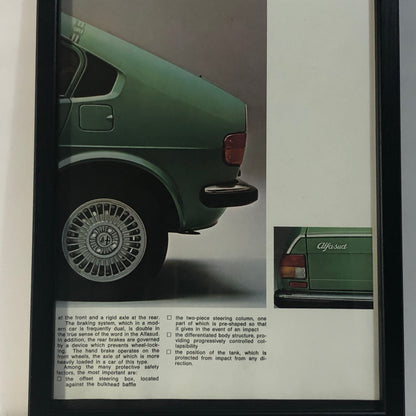 Alfasud
at the front and a rigid axle at the rear.
The braking system, which in a mod-
ern car is frequently dual, is double in
the true sense of the word in the Alfasud.
In addition, the rear brakes are governed
by a device which prevents wheel-lock-
ing. The hand brake operates on the
front wheels, the axle of which is more
heavily loaded in a car of this type.
Among the many protective safety
factors, the most important are:
□ the offset steering box, located
against the bulkhead baffle
□ the two-piece steering column, one
part of which is pre-shaped so that
it gives in the event of an impact
□ the differentiated body structure,
providing progressively controlled col-
lapsibility
□ the position of the tank, which is
protected from impact from any di-
rection.